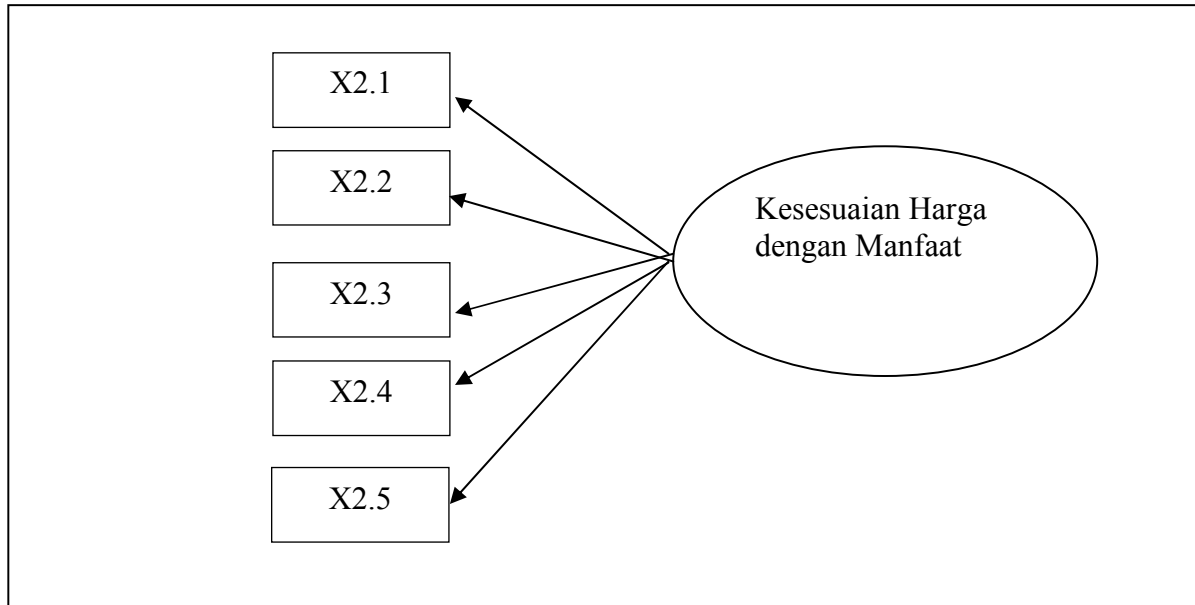 X2.1
X2.2
Kesesuaian Harga
dengan Manfaat
X2.3
X2.4
X2.5